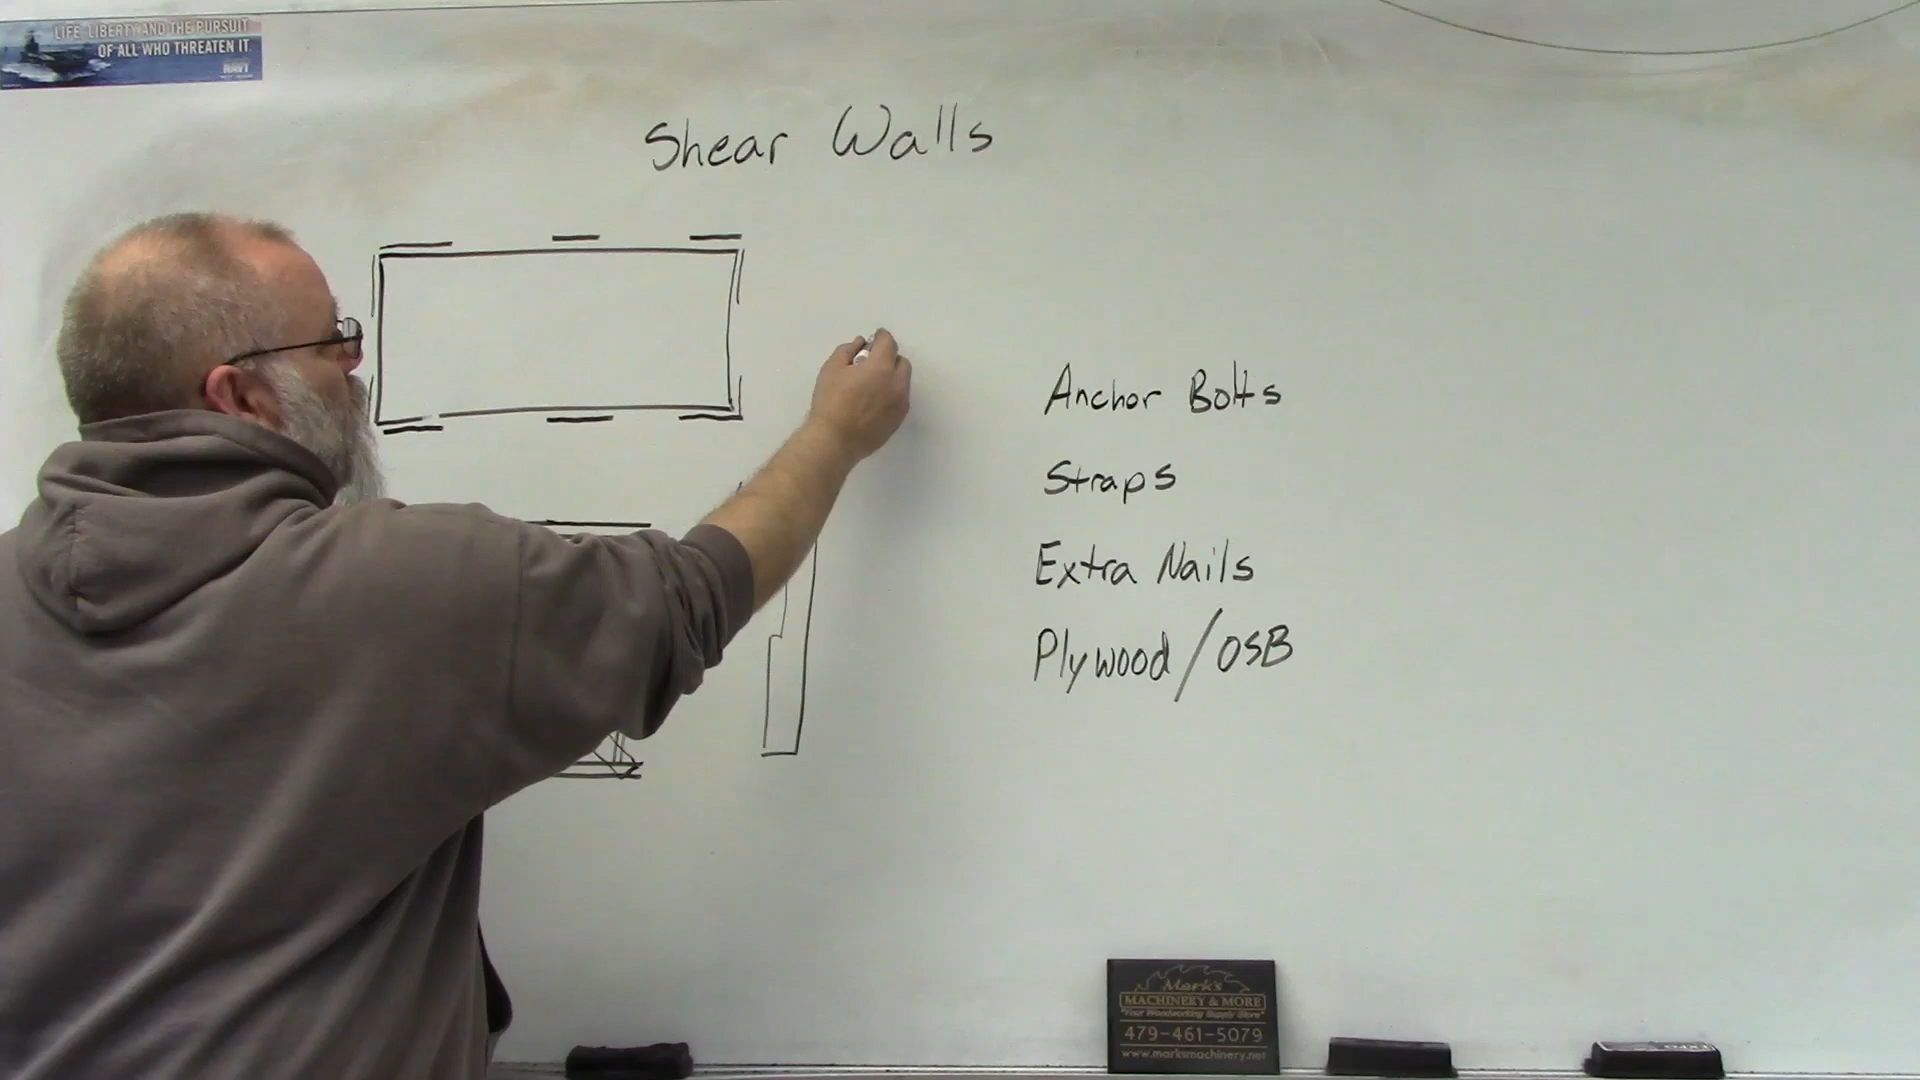 LIFE, LIBERTY AND THE PURSUIT
OF ALL WHO THREATEN IT
NAVY
Shear Walls
Anchor Bolts
Straps
Extra Nails
Plywood/OSB
Mark's
MACHINERY & MORE
"Your Woodworking Supply Store"
479-461-5079
www.marksmachinery.net
EXPO